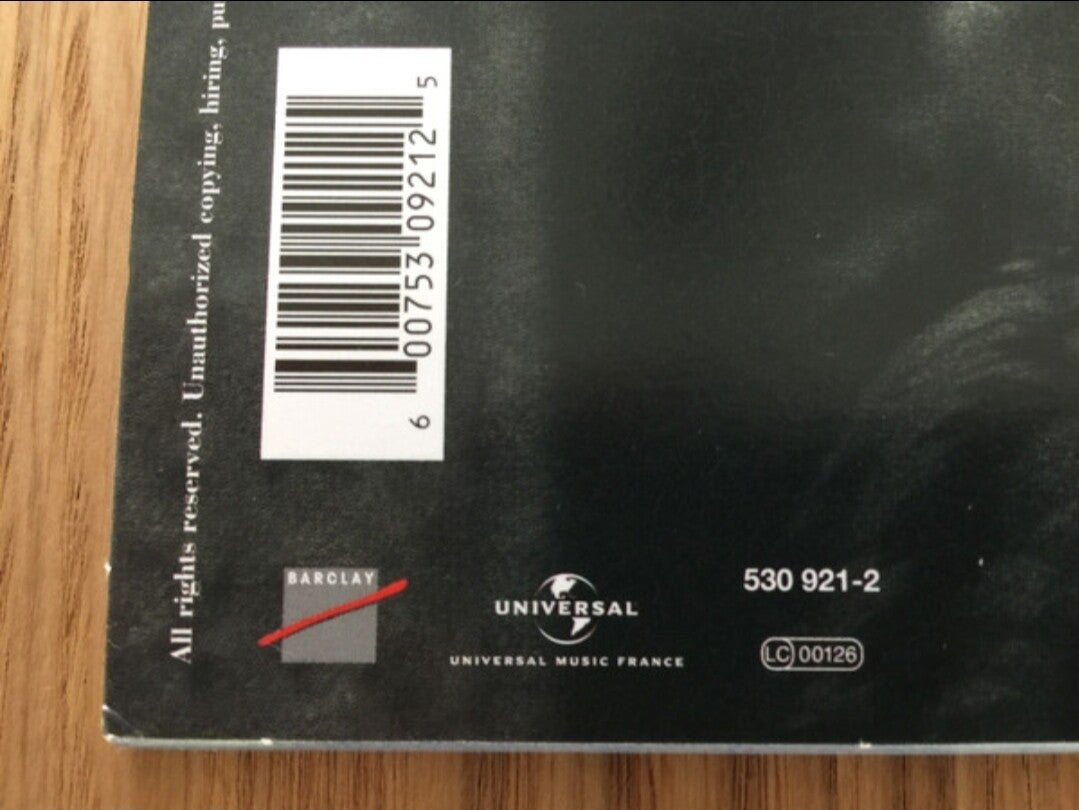 All rights reserved. Unauthorized copying, hiring,
6 00753 09212 5
BARCLAY
UNIVERSAL
UNIVERSAL MUSIC FRANCE
530 921-2
LC 00126